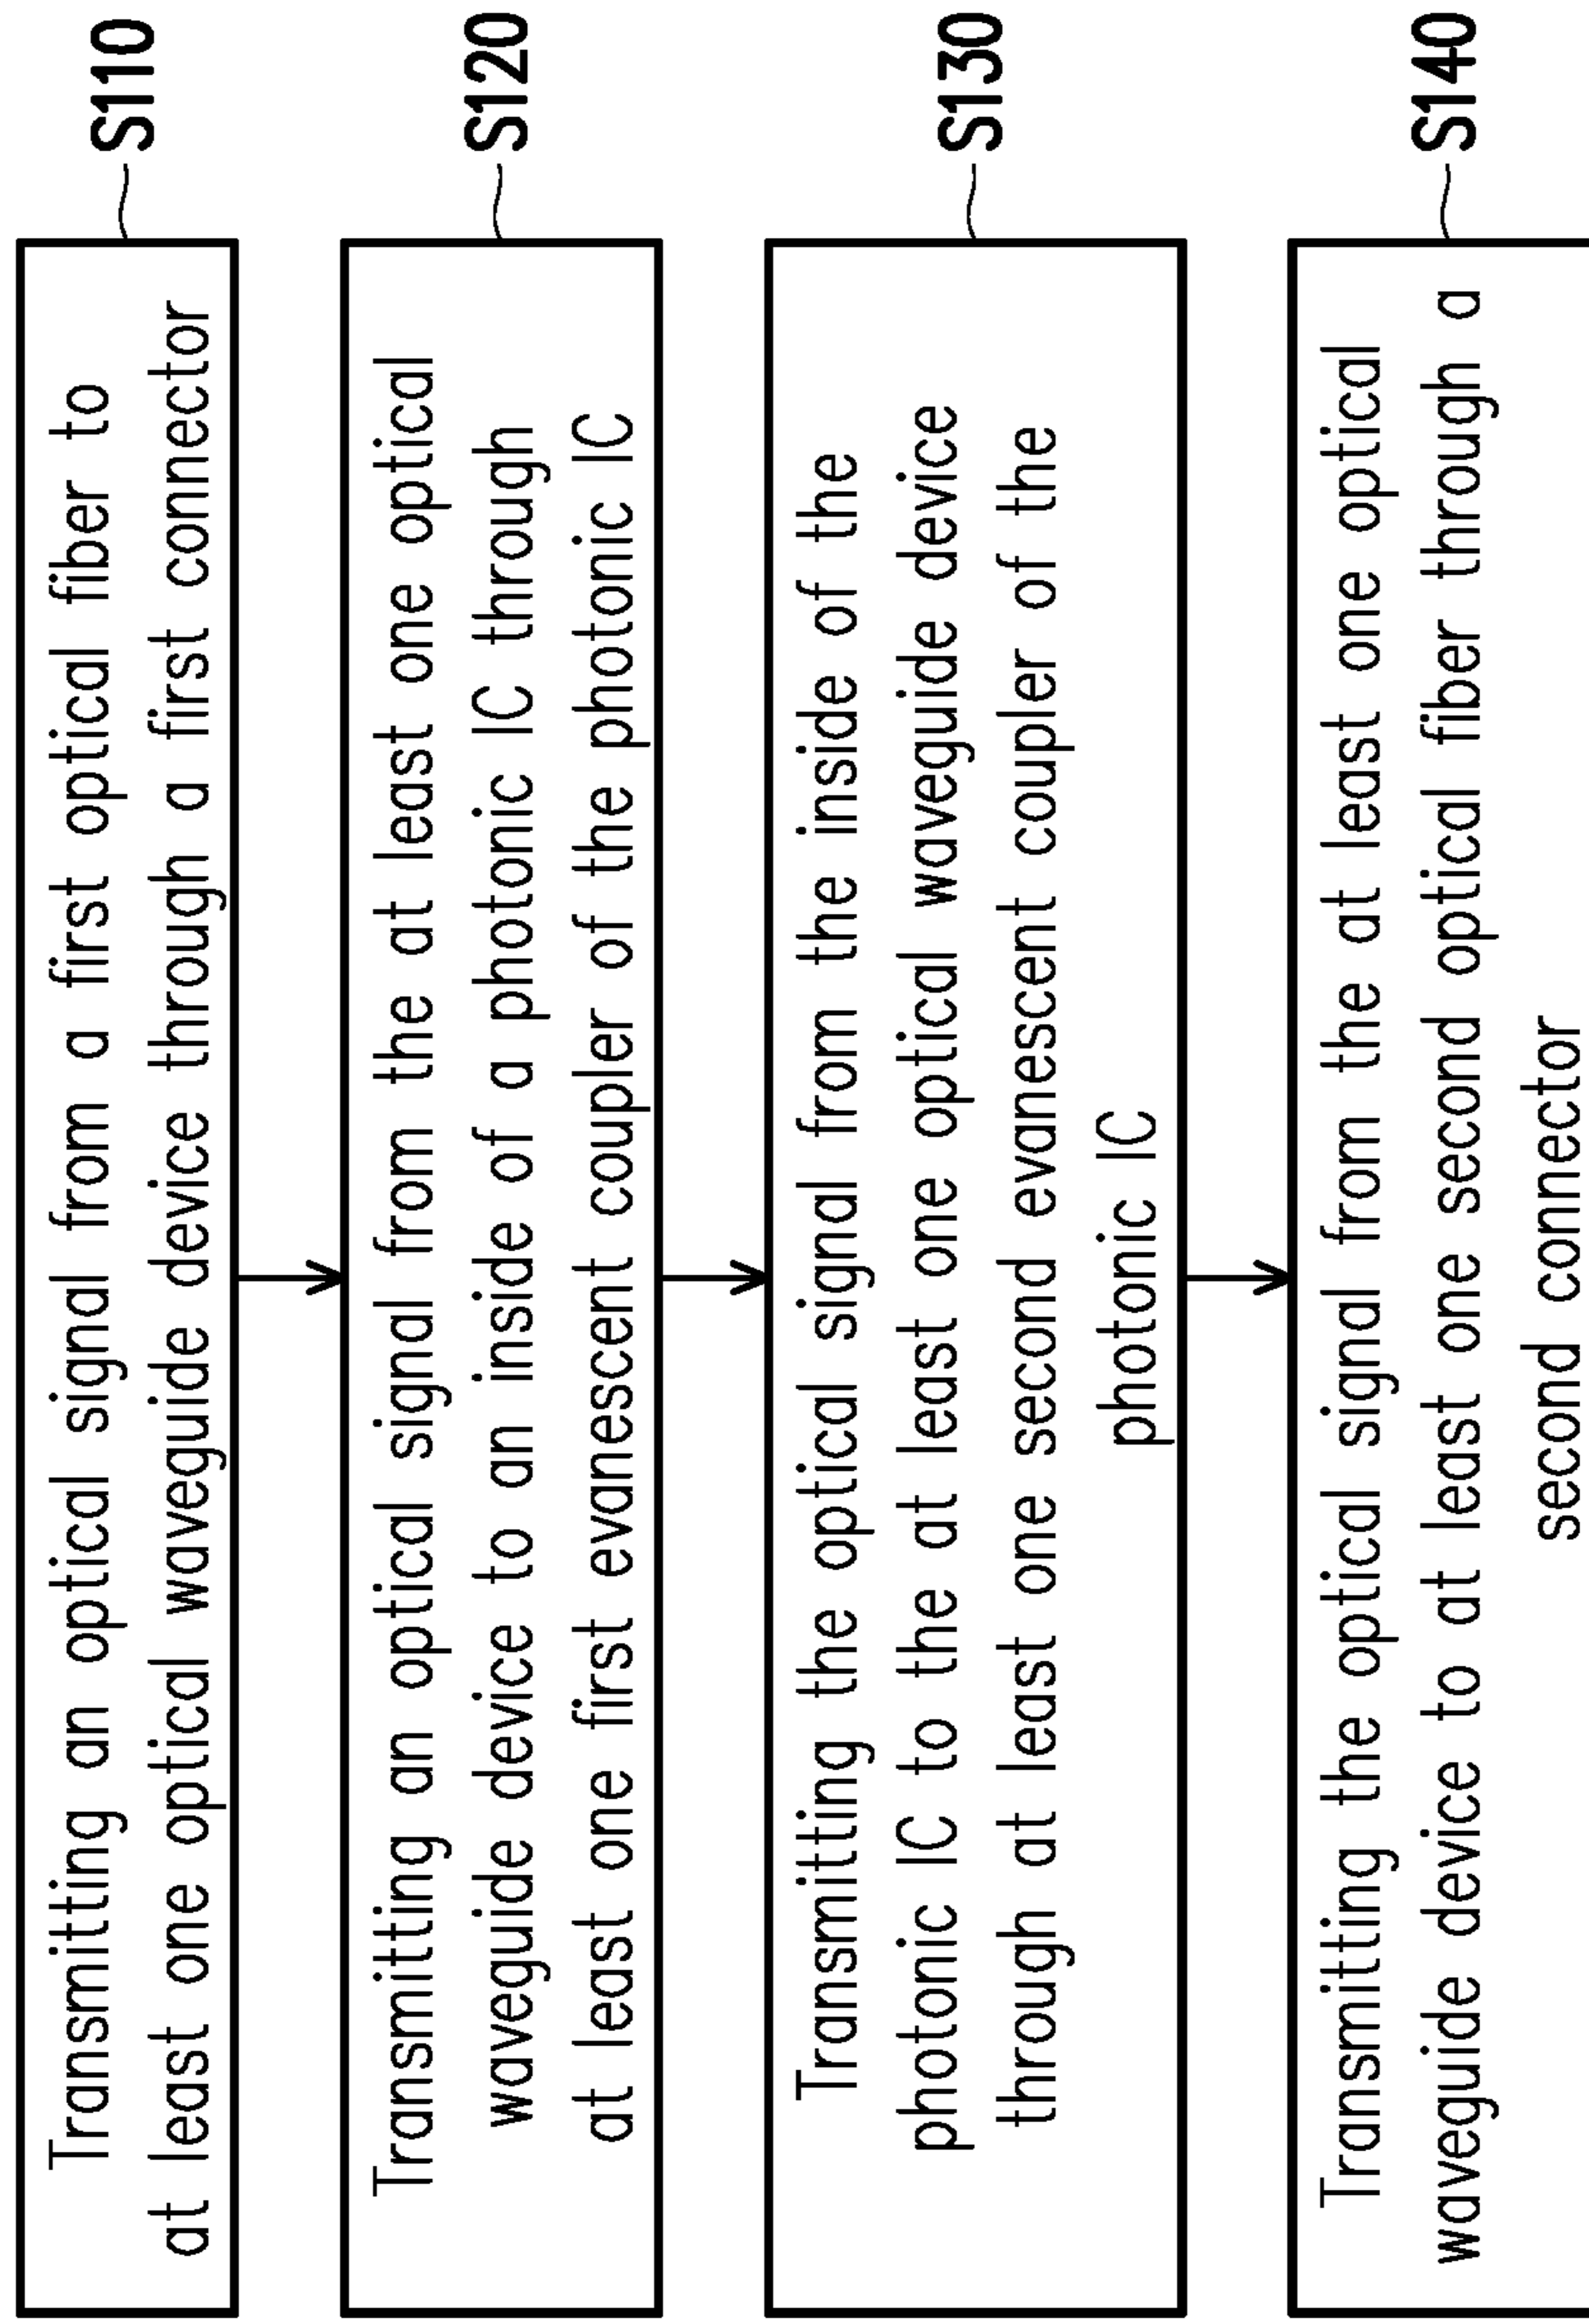 Transmitting an optical signal from a first optical fiber to
at least one optical waveguide device through a first connector
S110
Transmitting an optical signal from the at least one optical
waveguide device to an inside of a photonic IC through
at least one first evanescent coupler of the photonic IC
S120
Transmitting the optical signal from the inside of the
photonic IC to the at least one optical waveguide device
through at least one second evanescent coupler of the
photonic IC
S130
Transmitting the optical signal from the at least one optical
waveguide device to at least one second optical fiber through a
second connector
S140